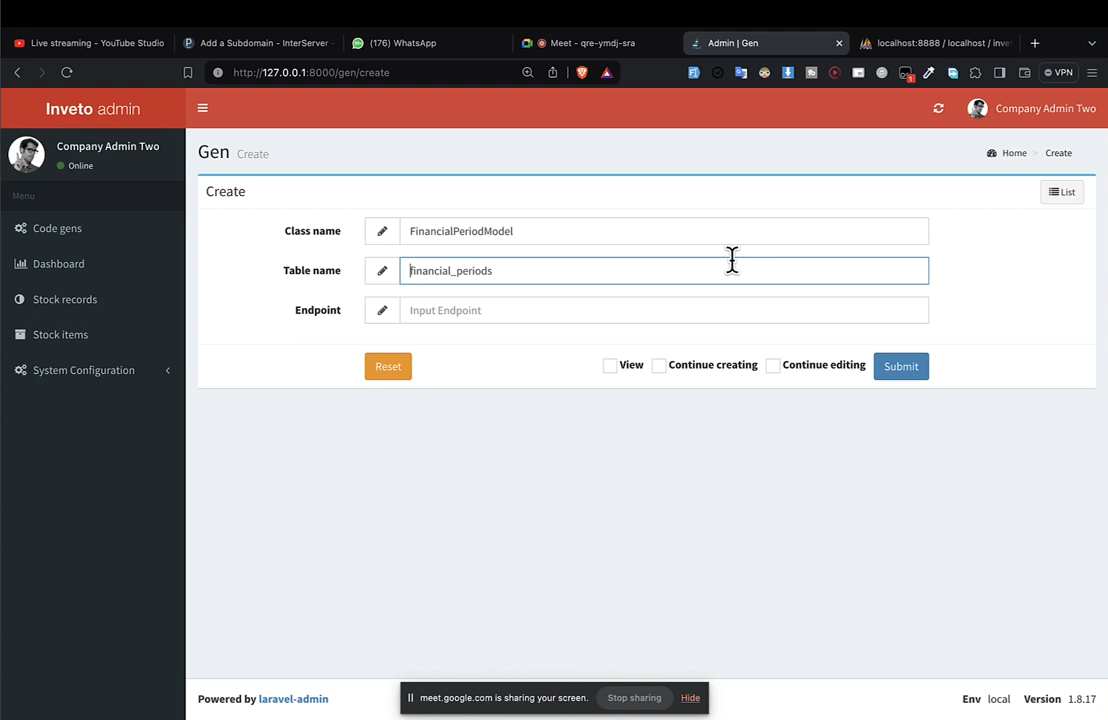 Live streaming - YouTube Studio
Add a Subdomain - InterServer -
(176) WhatsApp
Meet - qre-ymdj-sra
Admin | Gen
localhost:8888 / localhost / inve
http://127.0.0.1:8000/gen/create
1
VPN
Inveto admin
Company Admin Two
Company Admin Two
Online
Menu
Code gens
Dashboard
Stock records
Stock items
System Configuration
Gen Create
Home > Create
Create
List
Class name
FinancialPeriodModel
Table name
financial_periods
Endpoint
Input Endpoint
Reset
View
Continue creating
Continue editing
Submit
meet.google.com is sharing your screen.
Stop sharing
Hide
Powered by laravel-admin
Env local
Version 1.8.17